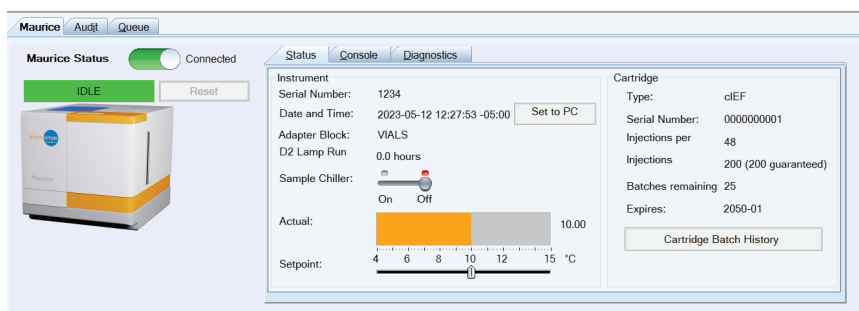 Maurice Audit Queue
Maurice Status Connected
IDLE Reset
Maurice
Status Console Diagnostics
Instrument
Serial Number: 1234
Date and Time: 2023-05-12 12:27:53 -05:00 Set to PC
Adapter Block: VIALS
D2 Lamp Run 0.0 hours
Sample Chiller:
On Off
Actual: 10.00
4 6 8 10 12 15 °C
Setpoint:
Cartridge
Type: cIEF
Serial Number: 0000000001
Injections per 48
Injections 200 (200 guaranteed)
Batches remaining 25
Expires: 2050-01
Cartridge Batch History